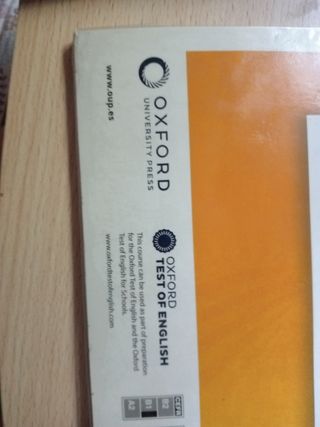 OXFORD
UNIVERSITY PRESS
www.oup.es
OXFORD
TEST OF ENGLISH
This course can be used as part of preparation
for the Oxford Test of English and the Oxford
Test of English for Schools.
www.oxfordtestofenglish.com
CEFR
B2
B1
A2